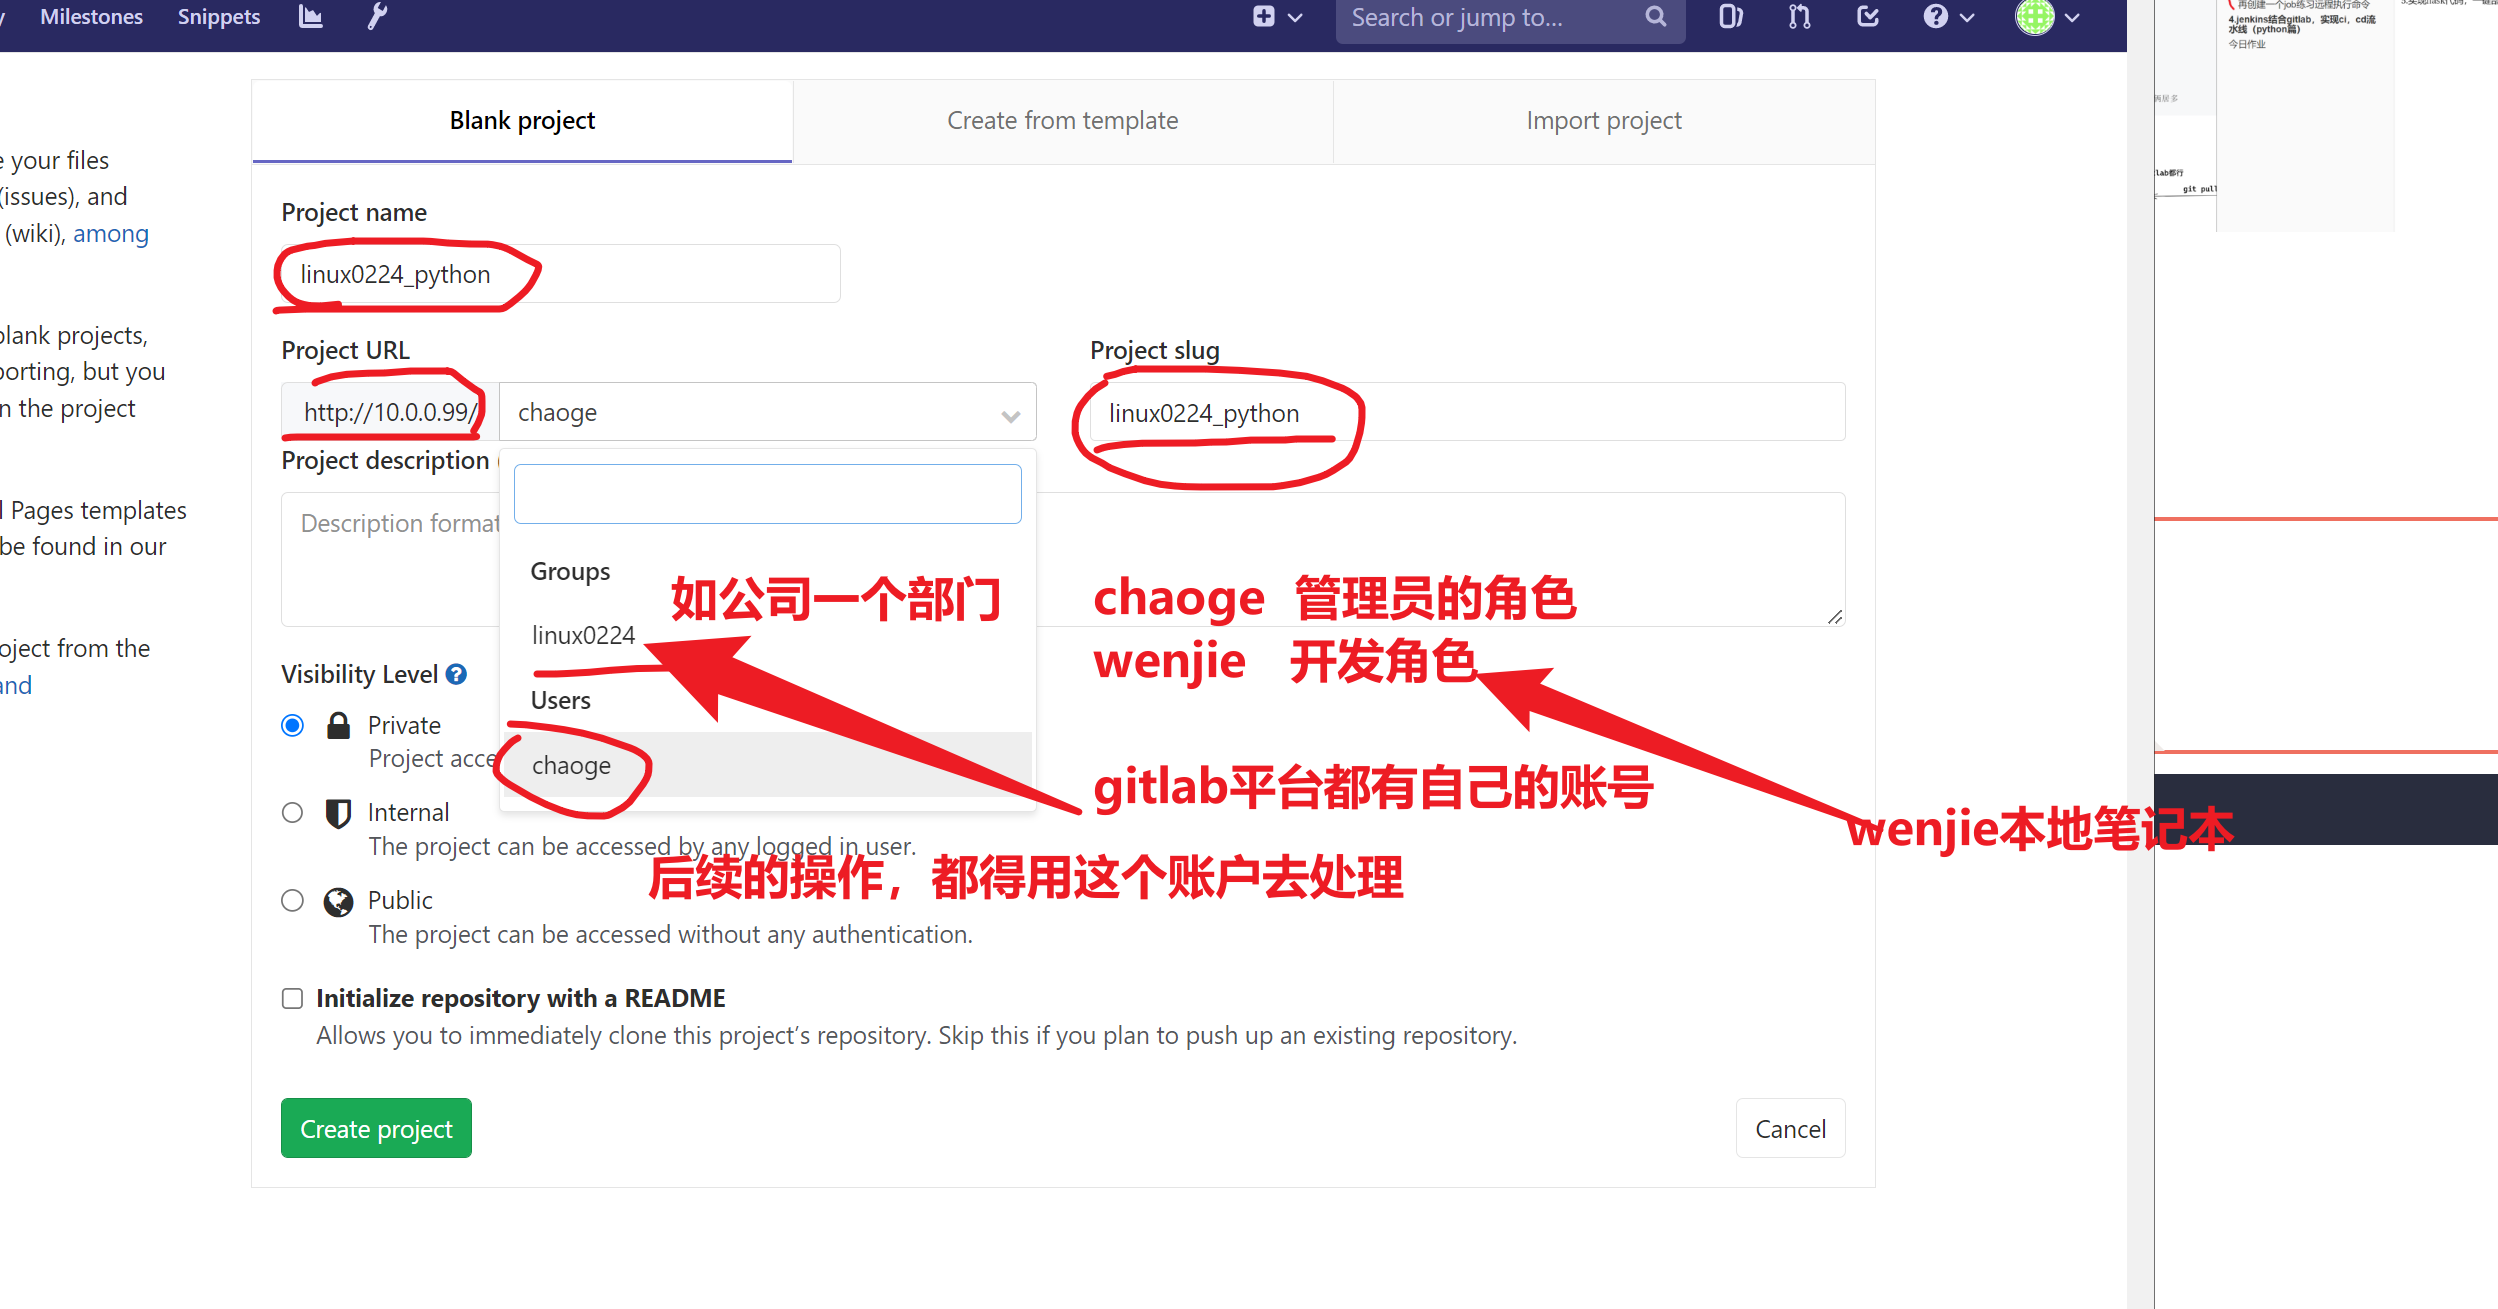 Milestones
Snippets
Search or jump to...
再创建一个job练习远程执行命令
4.jenkins结合gitlab，实现ci，cd流
水线（python篇）
今日作业
Blank project
Create from template
Import project
e your files
(issues), and
(wiki), among
Project name
linux0224_python
git pull
Project URL
Project slug
http://10.0.0.99/
chaoge
linux0224_python
blank projects,
porting, but you
n the project
Project description
Description format
l Pages templates
be found in our
Groups
如公司一个部门
linux0224
chaoge 管理员的角色
wenjie 开发角色
oject from the
and
Visibility Level
Users
chaoge
Private
Project acce
gitlab平台都有自己的账号
wenjie本地笔记本
Internal
The project can be accessed by any logged in user.
后续的操作，都得用这个账户去处理
Public
The project can be accessed without any authentication.
Initialize repository with a README
Allows you to immediately clone this project’s repository. Skip this if you plan to push up an existing repository.
Create project
Cancel